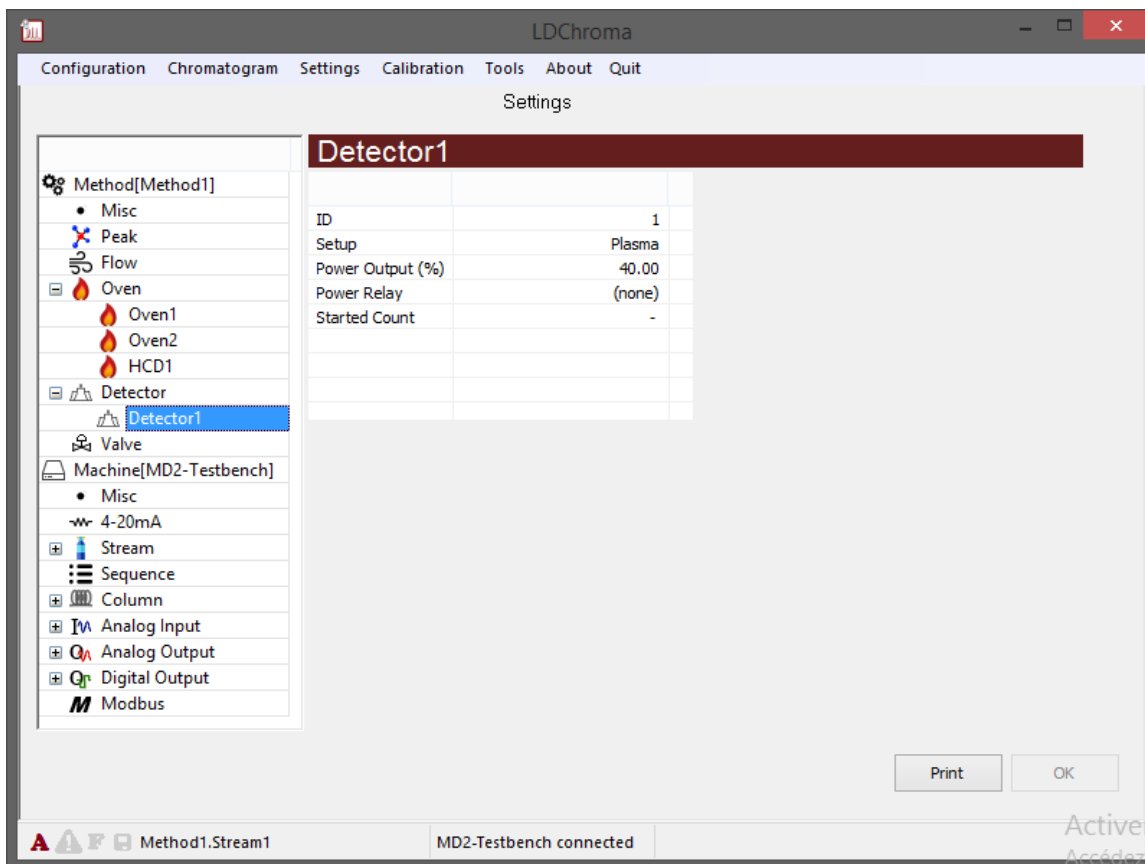 LDChroma
Configuration Chromatogram Settings Calibration Tools About Quit
Settings
Detector1
Method[Method1]
Misc
Peak
Flow
Oven
Oven1
Oven2
HCD1
Detector
Detector1
Valve
Machine[MD2-Testbench]
Misc
4-20mA
Stream
Sequence
Column
Analog Input
Analog Output
Digital Output
Modbus
ID 1
Setup Plasma
Power Output (%) 40.00
Power Relay (none)
Started Count -
Print OK
A F Method1.Stream1 MD2-Testbench connected
Active
Accédez